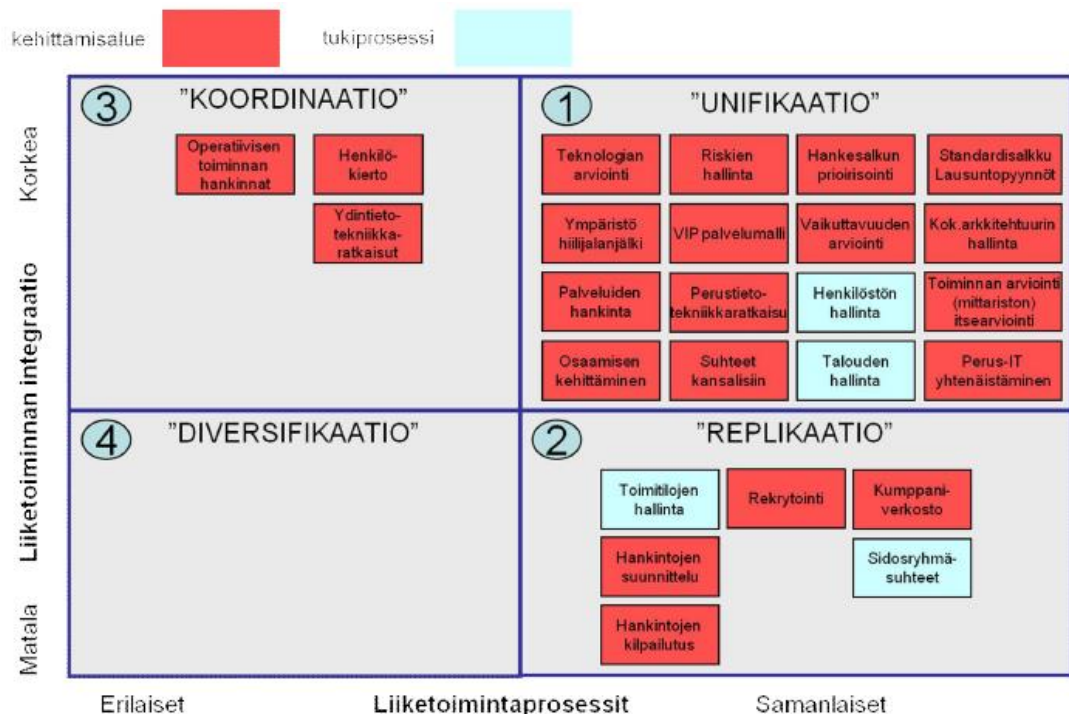 kehittämisalue
tukiprosessi
3
"KOORDINAATIO"
Operatiivisen
toiminnan
hankinnat
Henkilö-
kierto
Ydintieto-
tekniikka-
ratkaisut
1
"UNIFIKAATIO"
Teknologian
arviointi
Riskien
hallinta
Hankesalkun
prioirisointi
Standardisalkku
Lausuntopyynnöt
Ympäristö
hiilijalanjälki
VIP palvelumalli
Vaikuttavuuden
arviointi
Kok.arkkitehtuurin
hallinta
Palveluiden
hankinta
Perustieto-
tekniikkaratkaisu
Henkilöstön
hallinta
Toiminnan arviointi
(mittariston)
itsearviointi
Osaamisen
kehittäminen
Suhteet
kansalisiin
Talouden
hallinta
Perus-IT
yhtenäistäminen
4
"DIVERSIFIKAATIO"
2
"REPLIKAATIO"
Toimitilojen
hallinta
Rekrytointi
Kumppani-
verkosto
Hankintojen
suunnittelu
Sidosryhmä-
suhteet
Hankintojen
kilpailutus
Korkea
Liiketoiminnan integraatio
Matala
Erilaiset
Liiketoimintaprosessit
Samanlaiset